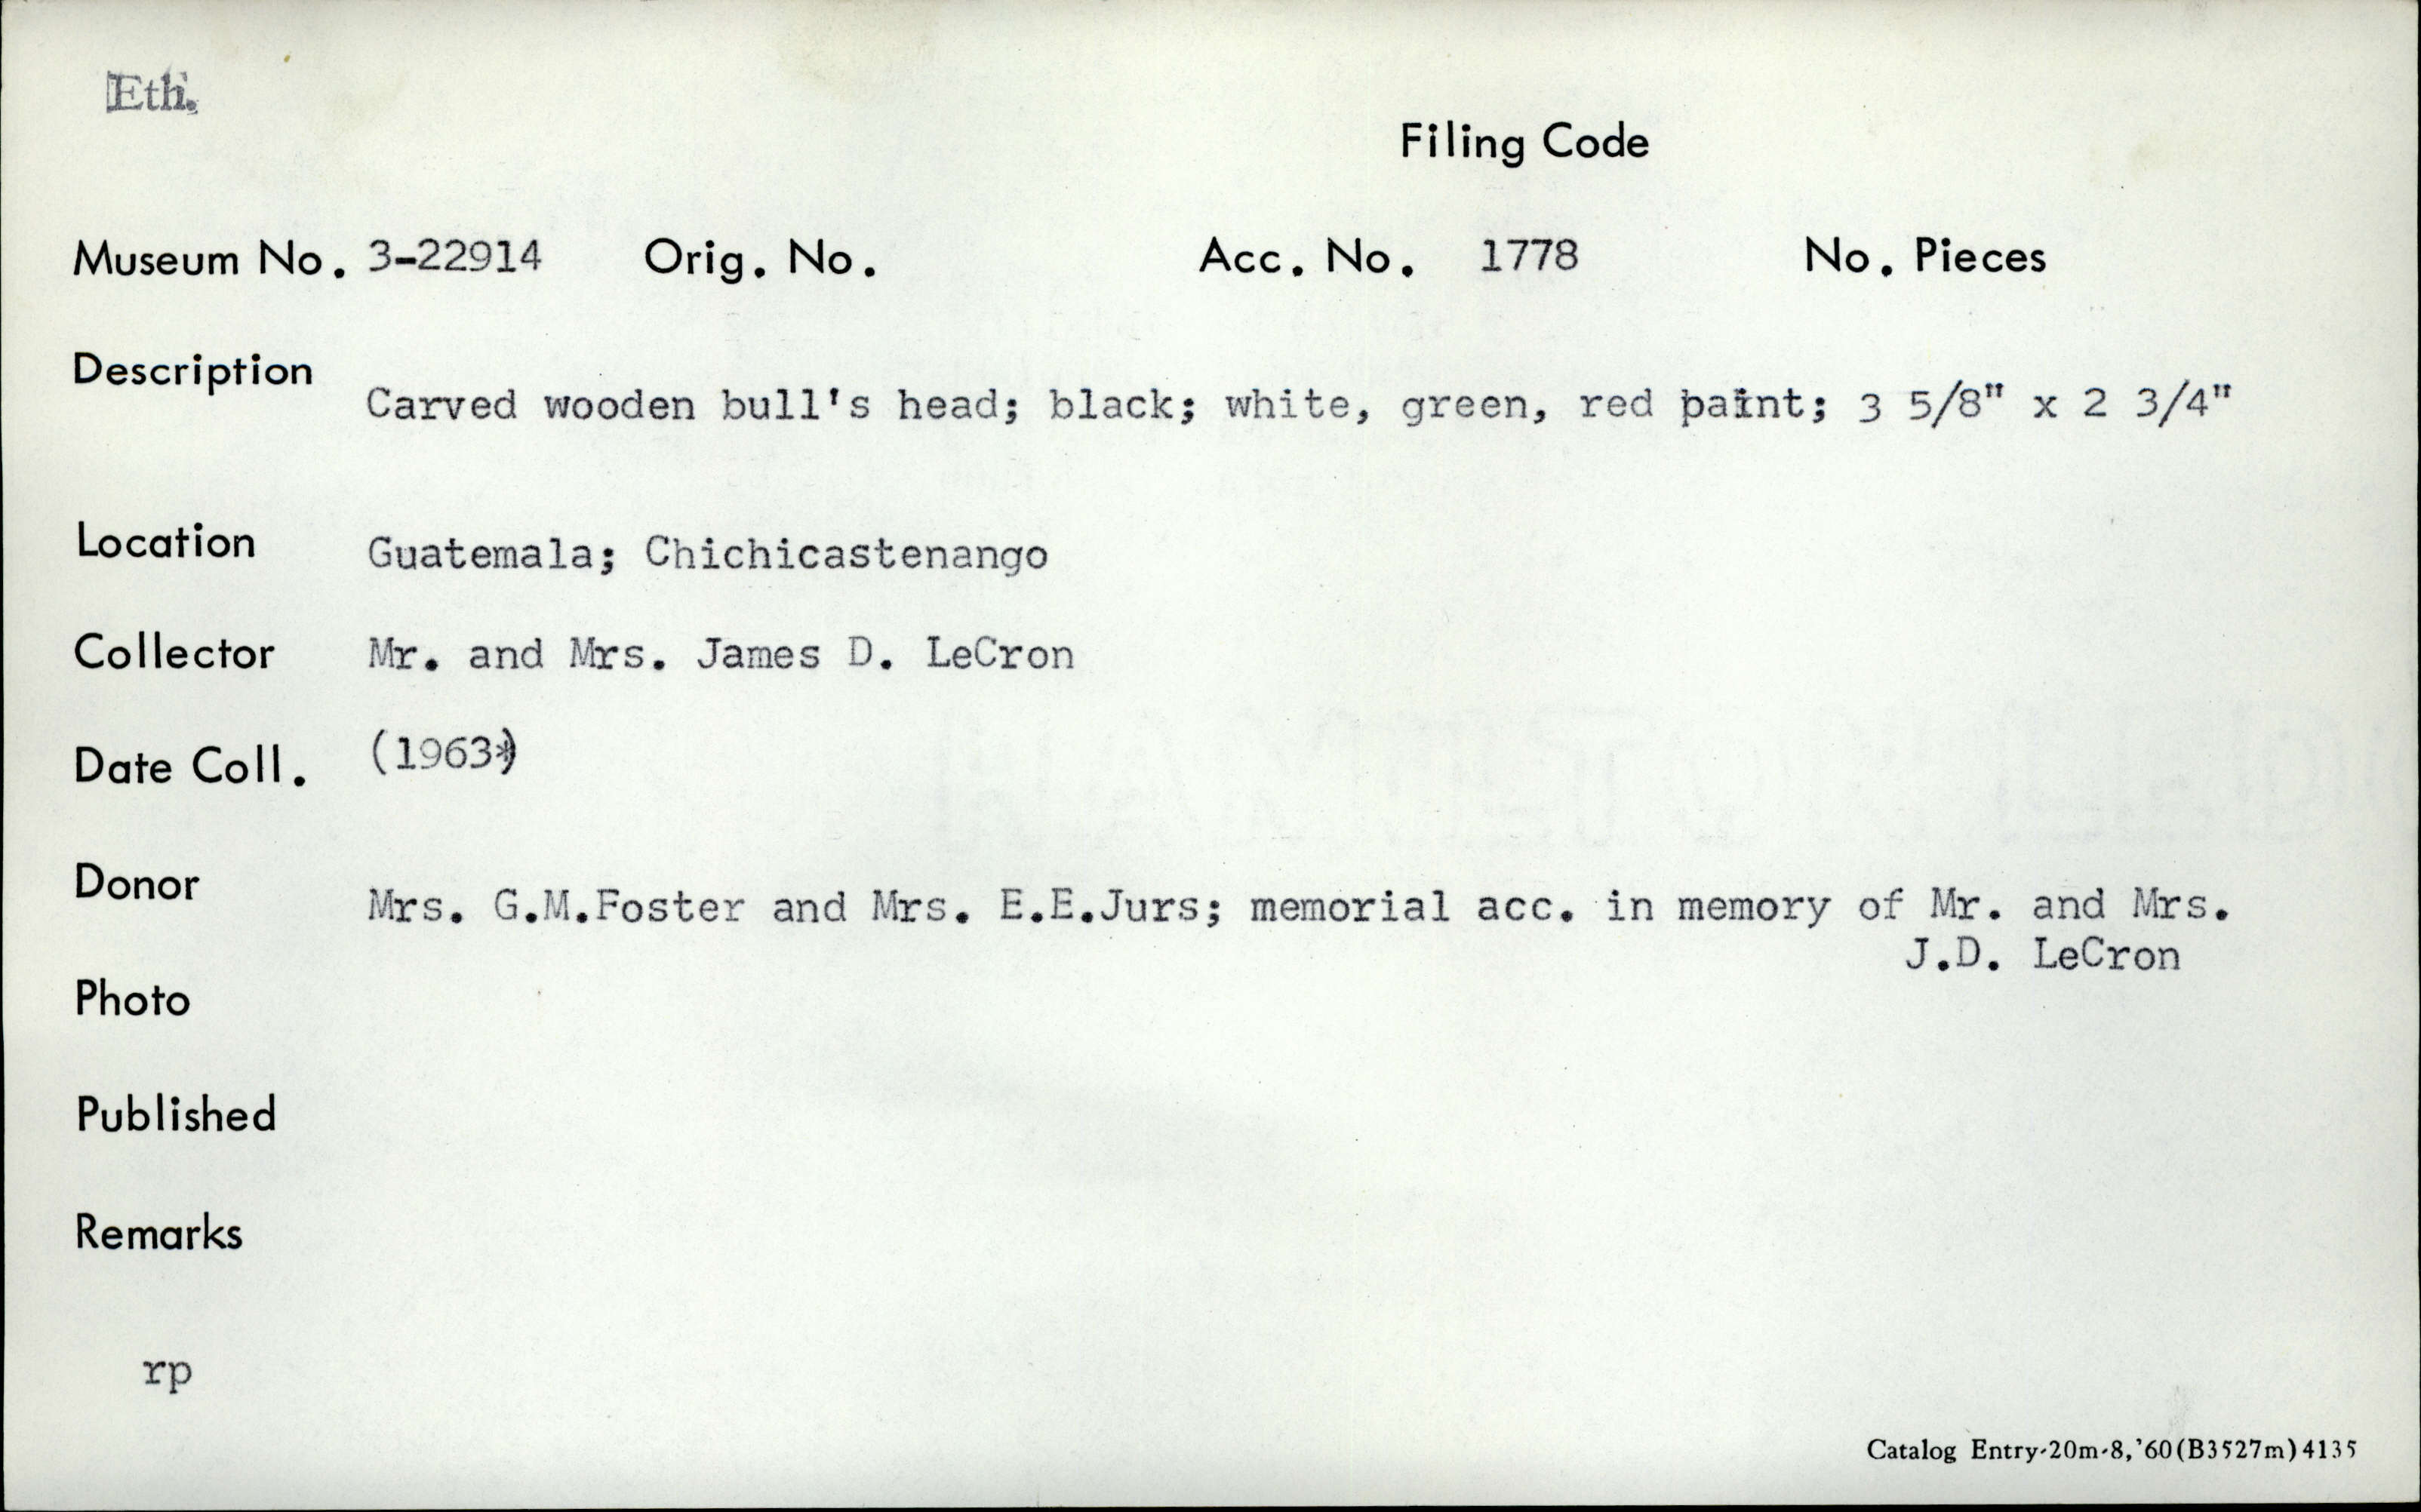 Eth.
Filing Code
Museum No. 3-22914 Orig. No. Acc. No. 1778 No. Pieces
Description
Carved wooden bull's head; black; white, green, red paint; 3 5/8" x 2 3/4"
Location Guatemala; Chichicastenango
Collector Mr. and Mrs. James D. LeCron
Date Coll. (1963)
Donor
Mrs. G.M.Foster and Mrs. E.E.Jurs; memorial acc. in memory of Mr. and Mrs.
J.D. LeCron
Photo
Published
Remarks
rp
Catalog Entry-20m-8,'60(B3527m)4135